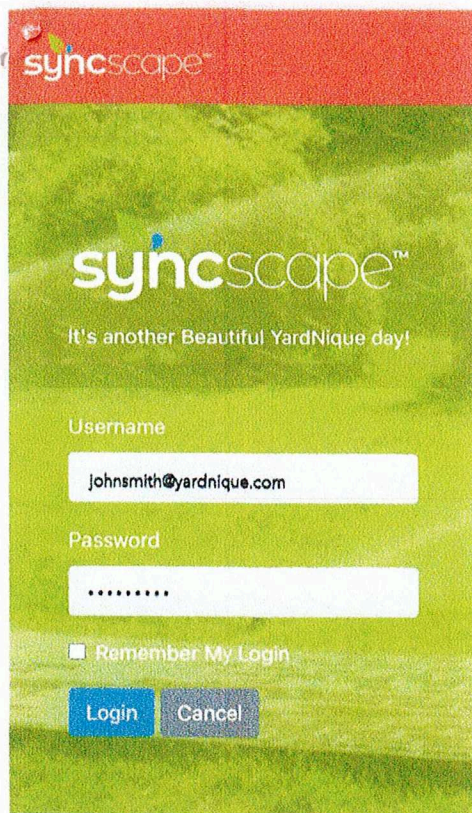 syncscape™
syncscape™
It's another Beautiful YardNique day!
Username
johnsmith@yardnique.com
Password
•••••••••
Remember My Login
Login Cancel